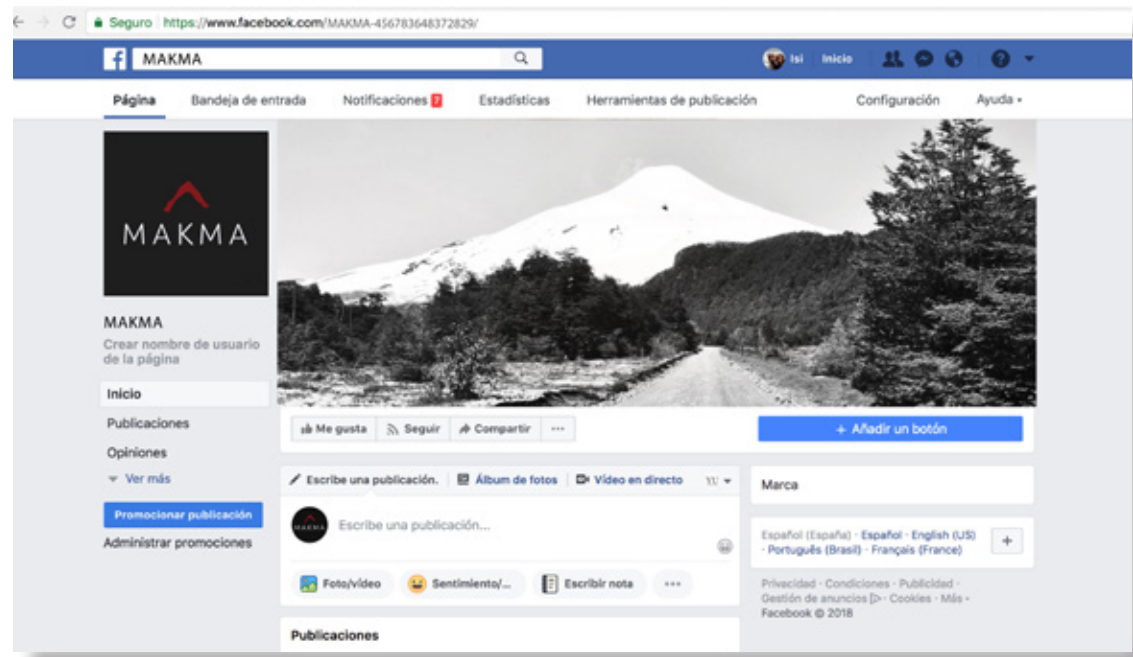 Seguro https://www.facebook.com/MAKMA-456783648372829/
MAKMA
Isi Inicio
Página Bandeja de entrada Notificaciones 7 Estadísticas Herramientas de publicación Configuración Ayuda
MAKMA
MAKMA
Crear nombre de usuario
de la página
Inicio
Publicaciones
Opiniones
Ver más
Promocionar publicación
Administrar promociones
Me gusta Seguir Compartir ...
+ Añadir un botón
Escribe una publicación. Álbum de fotos Vídeo en directo
MAKMA
Escribe una publicación...
Foto/vídeo Sentimiento/... Escribir nota ...
Publicaciones
Marca
Español (España) · Español · English (US)
· Português (Brasil) · Français (France)
+
Privacidad · Condiciones · Publicidad ·
Gestión de anuncios · Cookies · Más
Facebook © 2018